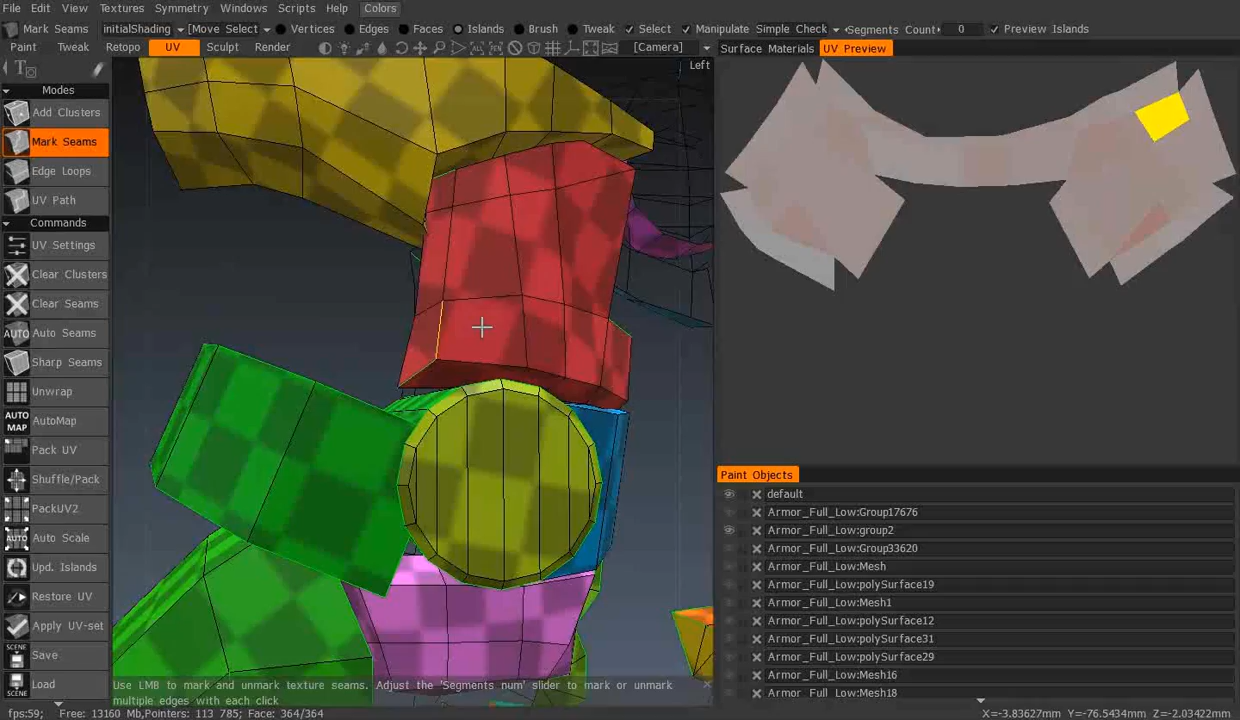 File Edit View Textures Symmetry Windows Scripts Help Colors
Mark Seams initialShading [Move Select] Vertices Edges Faces Islands Brush Tweak Select Manipulate Simple Check Segments Count 0 Preview Islands
Paint Tweak Retopo UV Sculpt Render [Camera] Surface Materials UV Preview
Left
Modes
Add Clusters
Mark Seams
Edge Loops
UV Path
Commands
UV Settings
Clear Clusters
Clear Seams
AUTO Auto Seams
Sharp Seams
Unwrap
AUTO MAP AutoMap
Pack UV
Shuffle/Pack
PackUV2
AUTO Auto Scale
Upd. Islands
Restore UV
Apply UV-set
SCENE Save
SCENE Load
Paint Objects
default
Armor_Full_Low:Group17676
Armor_Full_Low:group2
Armor_Full_Low:Group33620
Armor_Full_Low:Mesh
Armor_Full_Low:polySurface19
Armor_Full_Low:Mesh1
Armor_Full_Low:polySurface12
Armor_Full_Low:polySurface31
Armor_Full_Low:polySurface29
Armor_Full_Low:Mesh16
Armor_Full_Low:Mesh18
Use LMB to mark and unmark texture seams. Adjust the 'Segments num' slider to mark or unmark
multiple edges with each click
fps:59; Free: 13160 Mb,Pointers: 113 785; Face: 364/364 X=-3.83627mm Y=-76.5434mm Z=-2.03422mm